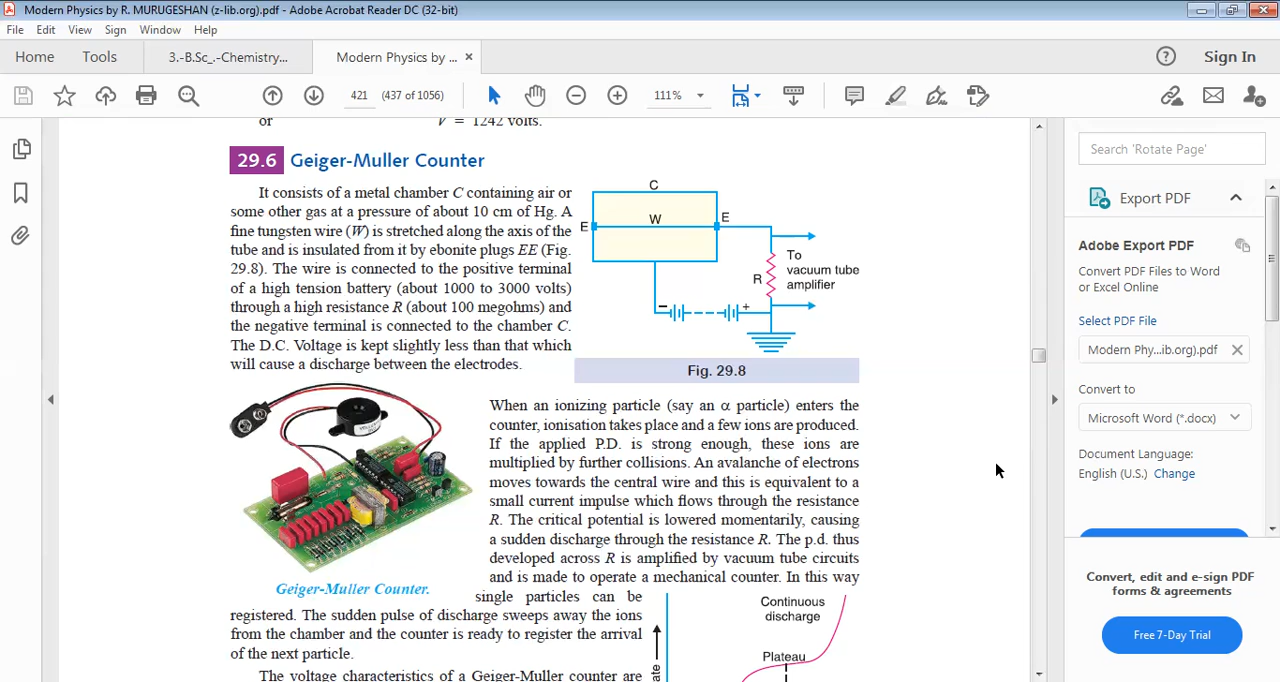 Modern Physics by R. MURUGESHAN (z-lib.org).pdf - Adobe Acrobat Reader DC (32-bit)
File Edit View Sign Window Help
Home Tools 3.-B.Sc_.-Chemistry... Modern Physics by ... × ? Sign In
421 (437 of 1056) 111%
or V = 1242 volts.
29.6 Geiger-Muller Counter
It consists of a metal chamber C containing air or
some other gas at a pressure of about 10 cm of Hg. A
fine tungsten wire (W) is stretched along the axis of the
tube and is insulated from it by ebonite plugs EE (Fig.
29.8). The wire is connected to the positive terminal
of a high tension battery (about 1000 to 3000 volts)
through a high resistance R (about 100 megohms) and
the negative terminal is connected to the chamber C.
The D.C. Voltage is kept slightly less than that which
will cause a discharge between the electrodes.
C
W
E
E
To
vacuum tube
amplifier
R
− +
Fig. 29.8
When an ionizing particle (say an α particle) enters the
counter, ionisation takes place and a few ions are produced.
If the applied P.D. is strong enough, these ions are
multiplied by further collisions. An avalanche of electrons
moves towards the central wire and this is equivalent to a
small current impulse which flows through the resistance
R. The critical potential is lowered momentarily, causing
a sudden discharge through the resistance R. The p.d. thus
developed across R is amplified by vacuum tube circuits
and is made to operate a mechanical counter. In this way
Geiger-Muller Counter.
single particles can be
registered. The sudden pulse of discharge sweeps away the ions
from the chamber and the counter is ready to register the arrival
of the next particle.
The voltage characteristics of a Geiger-Muller counter are
Continuous
discharge
Plateau
ate
Search 'Rotate Page'
Export PDF
Adobe Export PDF
Convert PDF Files to Word
or Excel Online
Select PDF File
Modern Phy...ib.org).pdf ×
Convert to
Microsoft Word (*.docx)
Document Language:
English (U.S.) Change
Convert, edit and e-sign PDF
forms & agreements
Free 7-Day Trial